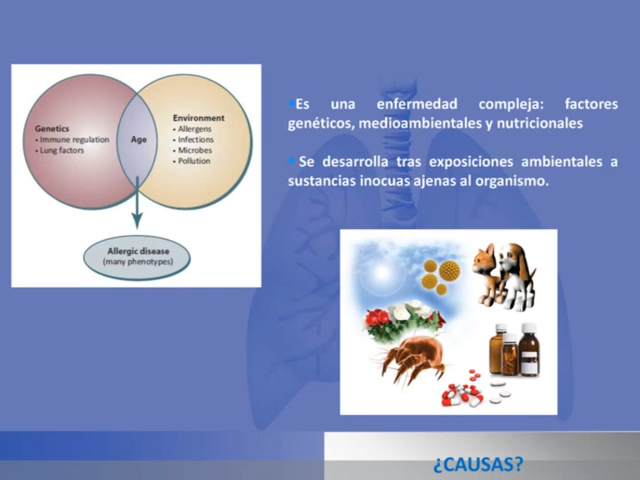 Genetics
• Immune regulation
• Lung factors
Age
Environment
• Allergens
• Infections
• Microbes
• Pollution
Allergic disease
(many phenotypes)
•Es una enfermedad compleja: factores
genéticos, medioambientales y nutricionales
• Se desarrolla tras exposiciones ambientales a
sustancias inocuas ajenas al organismo.
¿CAUSAS?